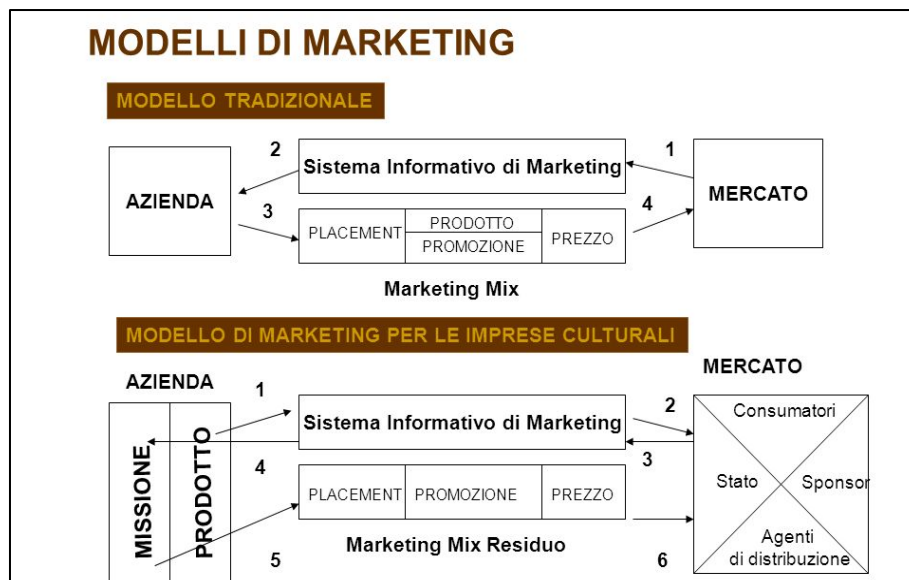 MODELLI DI MARKETING
MODELLO TRADIZIONALE
2
1
Sistema Informativo di Marketing
AZIENDA
MERCATO
3
4
PLACEMENT
PRODOTTO
PROMOZIONE
PREZZO
Marketing Mix
MODELLO DI MARKETING PER LE IMPRESE CULTURALI
AZIENDA
MERCATO
1
2
Sistema Informativo di Marketing
Consumatori
MISSIONE
PRODOTTO
4
3
PLACEMENT
PROMOZIONE
PREZZO
Stato
Sponsor
Marketing Mix Residuo
5
6
Agenti
di distribuzione